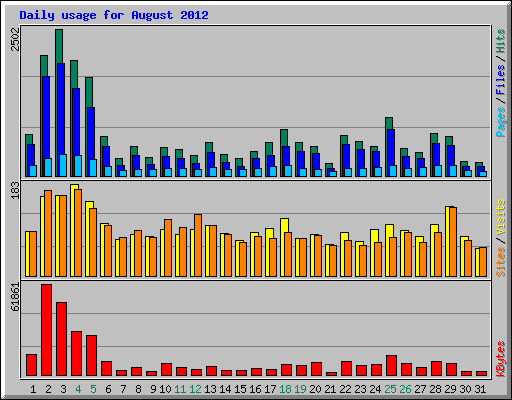 Daily usage for August 2012
2502
Pages / Files / Hits
183
Sites / Visits
61861
KBytes
1 2 3 4 5 6 7 8 9 10 11 12 13 14 15 16 17 18 19 20 21 22 23 24 25 26 27 28 29 30 31